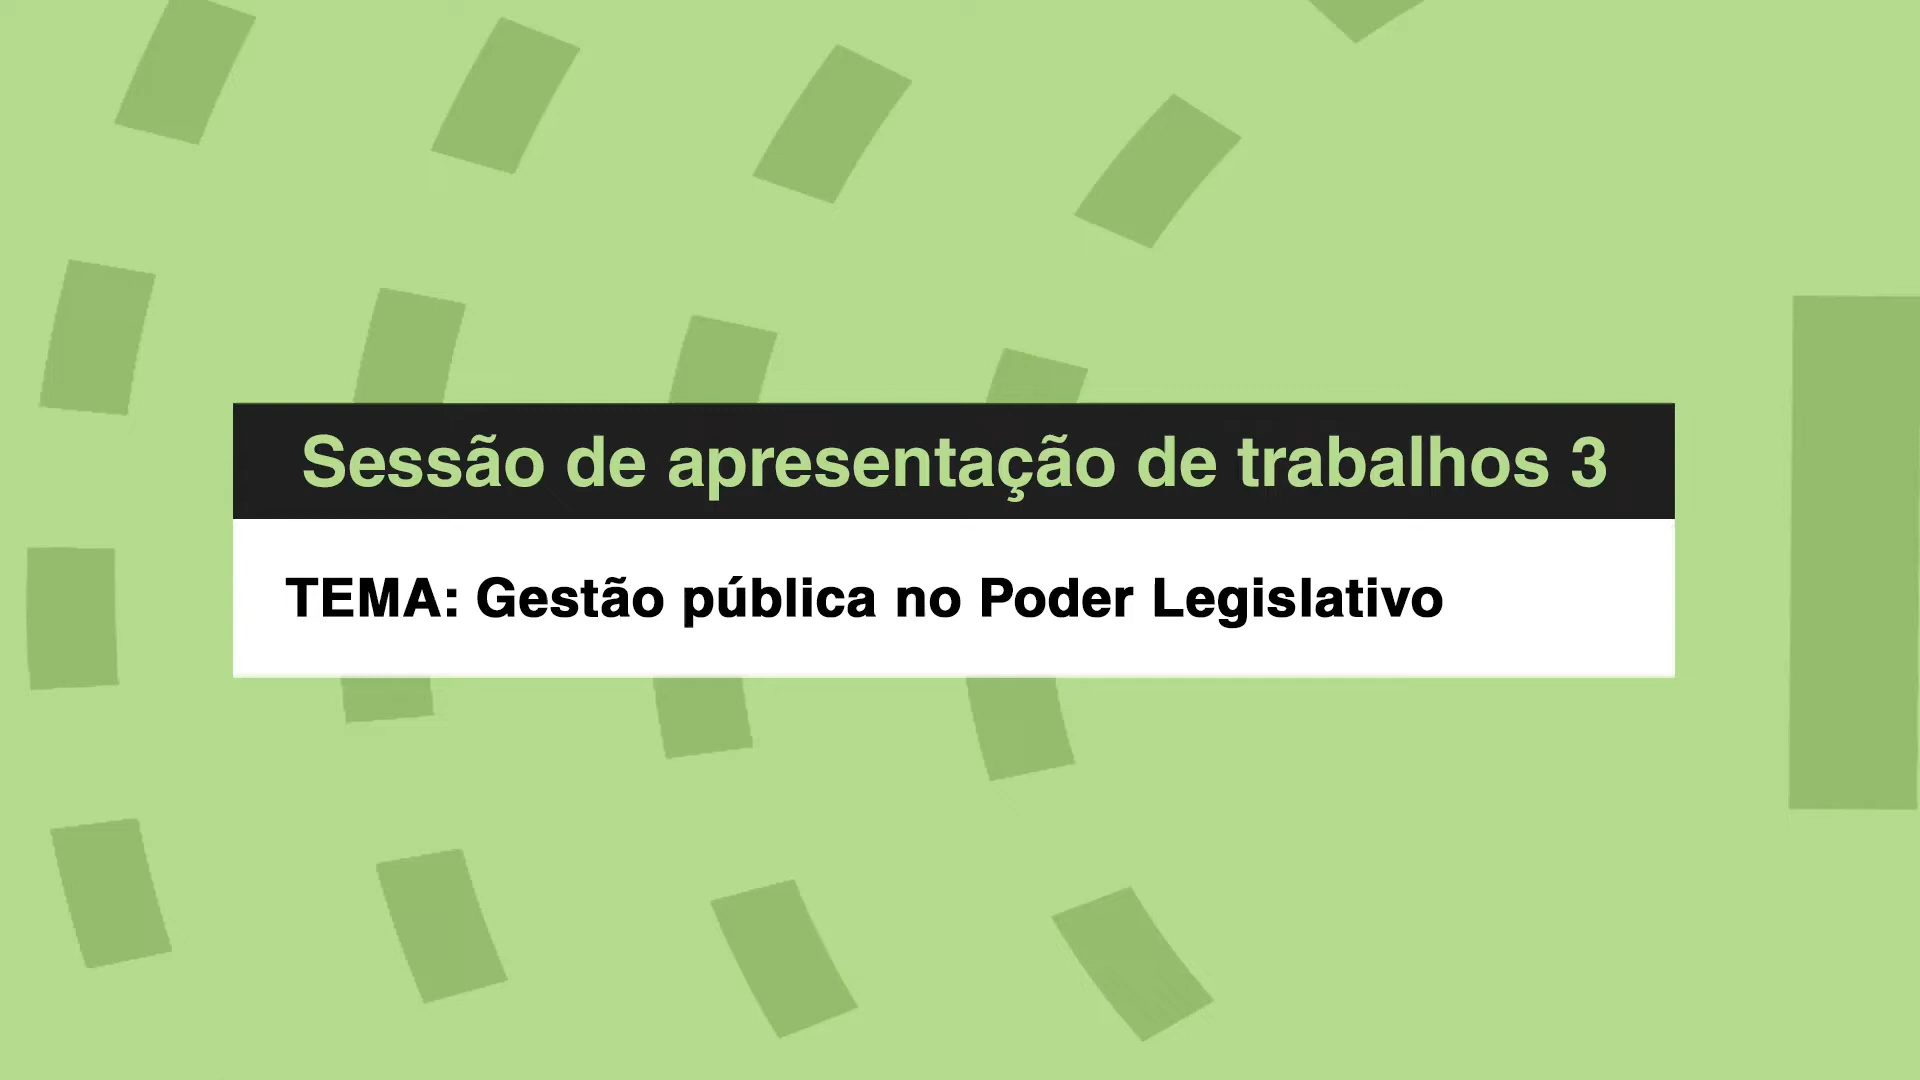 Sessão de apresentação de trabalhos 3
TEMA: Gestão pública no Poder Legislativo